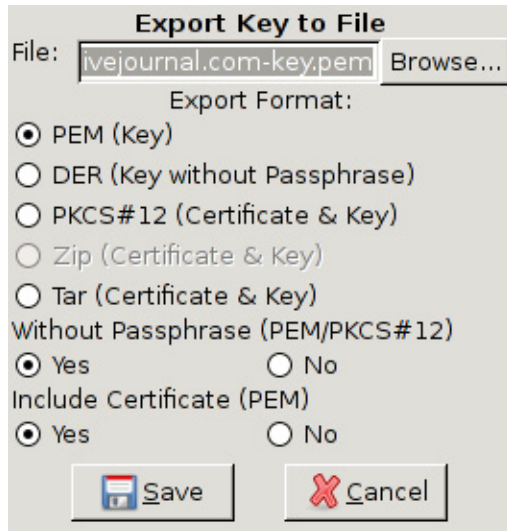 Export Key to File
File: ivejournal.com-key.pem Browse...
Export Format:
PEM (Key)
DER (Key without Passphrase)
PKCS#12 (Certificate & Key)
Zip (Certificate & Key)
Tar (Certificate & Key)
Without Passphrase (PEM/PKCS#12)
Yes No
Include Certificate (PEM)
Yes No
Save Cancel